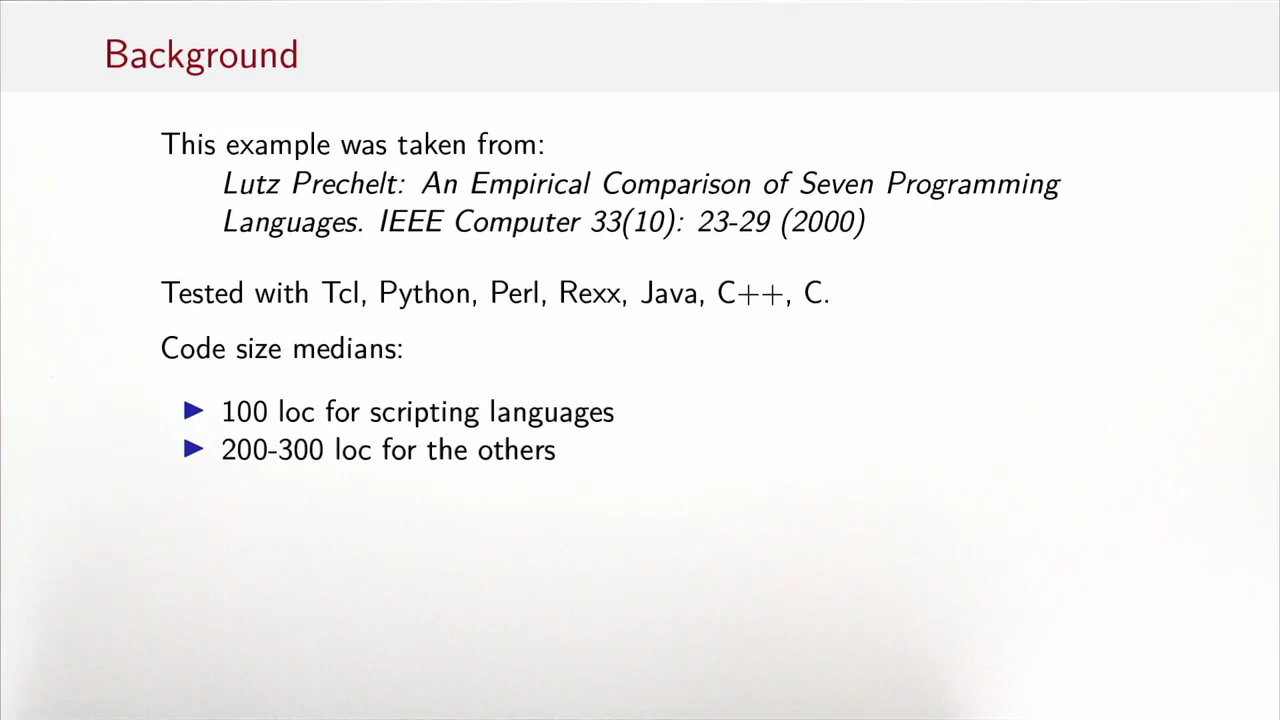 Background
This example was taken from:
Lutz Prechelt: An Empirical Comparison of Seven Programming
Languages. IEEE Computer 33(10): 23-29 (2000)
Tested with Tcl, Python, Perl, Rexx, Java, C++, C.
Code size medians:
▶ 100 loc for scripting languages
▶ 200-300 loc for the others